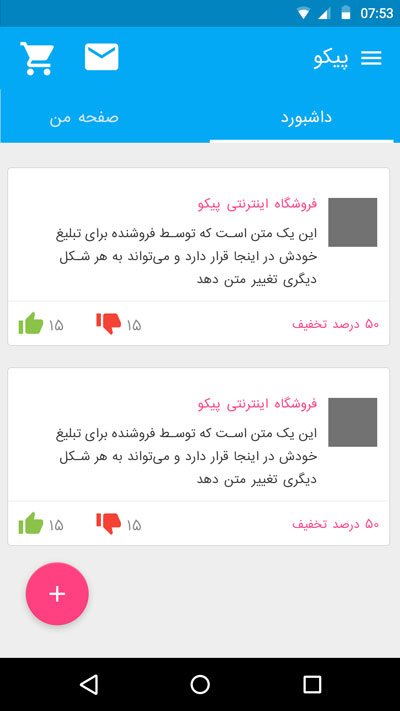 07:53
پیکو
داشبورد
صفحه من
فروشگاه اینترنتی پیکو
این یک متن است که توسط فروشنده برای تبلیغ
خودش در اینجا قرار دارد و می‌تواند به هر شکل
دیگری تغییر متن دهد
۵۰ درصد تخفیف
۱۵
۱۵
فروشگاه اینترنتی پیکو
این یک متن است که توسط فروشنده برای تبلیغ
خودش در اینجا قرار دارد و می‌تواند به هر شکل
دیگری تغییر متن دهد
۵۰ درصد تخفیف
۱۵
۱۵